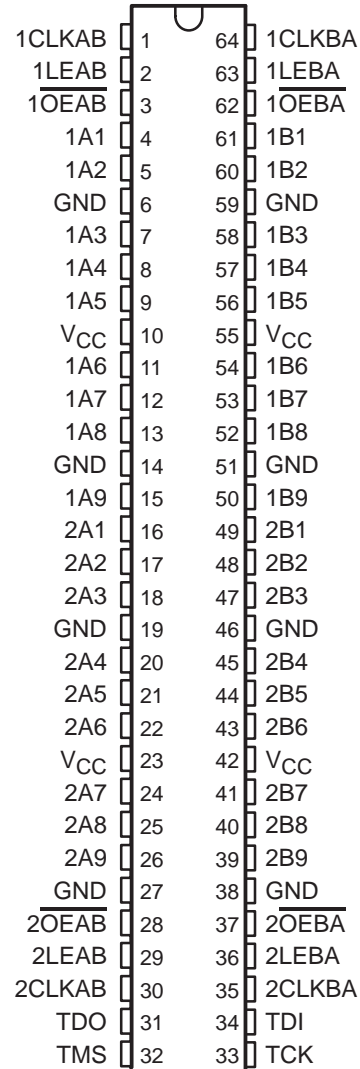 1CLKAB 1 64 1CLKBA
1LEAB 2 63 1LEBA
1OEAB 3 62 1OEBA
1A1 4 61 1B1
1A2 5 60 1B2
GND 6 59 GND
1A3 7 58 1B3
1A4 8 57 1B4
1A5 9 56 1B5
VCC 10 55 VCC
1A6 11 54 1B6
1A7 12 53 1B7
1A8 13 52 1B8
GND 14 51 GND
1A9 15 50 1B9
2A1 16 49 2B1
2A2 17 48 2B2
2A3 18 47 2B3
GND 19 46 GND
2A4 20 45 2B4
2A5 21 44 2B5
2A6 22 43 2B6
VCC 23 42 VCC
2A7 24 41 2B7
2A8 25 40 2B8
2A9 26 39 2B9
GND 27 38 GND
2OEAB 28 37 2OEBA
2LEAB 29 36 2LEBA
2CLKAB 30 35 2CLKBA
TDO 31 34 TDI
TMS 32 33 TCK